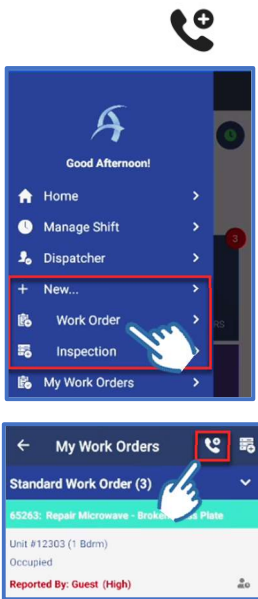 Good Afternoon!
Home
Manage Shift
Dispatcher
3
+ New...
RS
Work Order
Inspection
My Work Orders
My Work Orders
Standard Work Order (3)
65263: Repair Microwave - Broken Plate
Unit #12303 (1 Bdrm)
Occupied
Reported By: Guest (High)